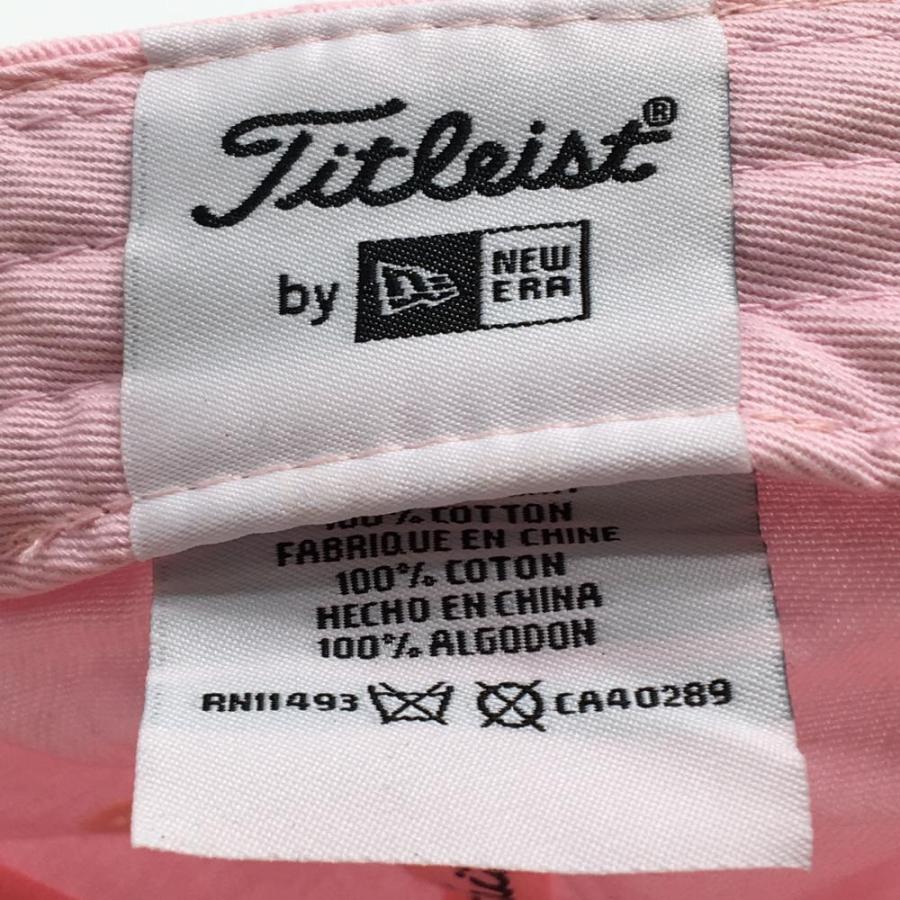 Titleist®
by NEW ERA
100% COTTON
FABRIQUE EN CHINE
100% COTON
HECHO EN CHINA
100% ALGODON
RN11493 CA40289